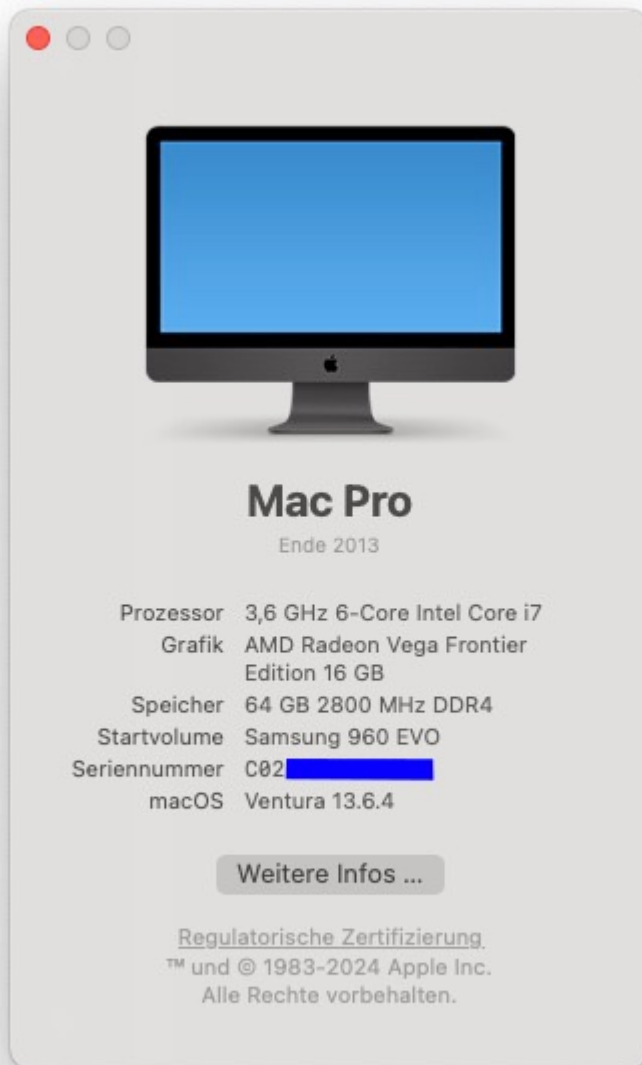 Mac Pro
Ende 2013
Prozessor 3,6 GHz 6-Core Intel Core i7
Grafik AMD Radeon Vega Frontier
Edition 16 GB
Speicher 64 GB 2800 MHz DDR4
Startvolume Samsung 960 EVO
Seriennummer C02
macOS Ventura 13.6.4
Weitere Infos ...
Regulatorische Zertifizierung
™ und © 1983-2024 Apple Inc.
Alle Rechte vorbehalten.